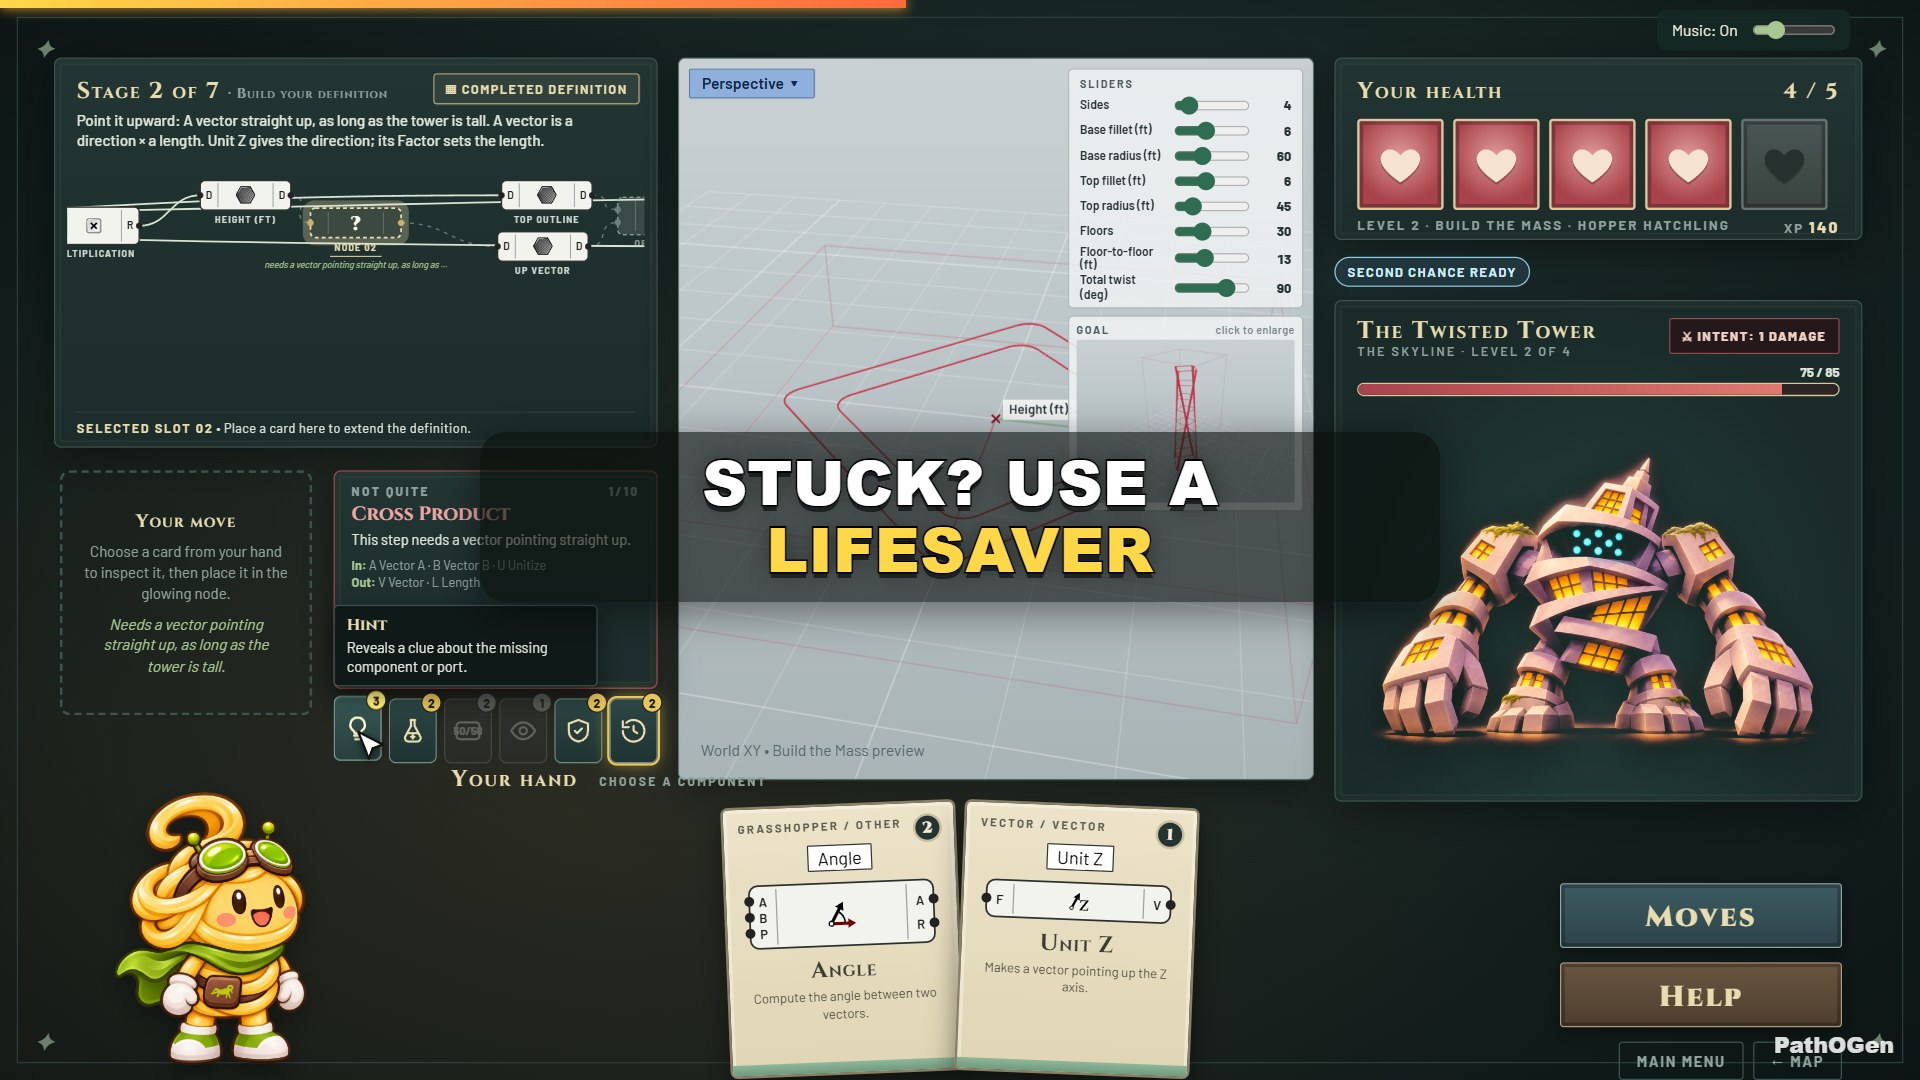 Music: On
STAGE 2 OF 7 · BUILD YOUR DEFINITION
COMPLETED DEFINITION
Point it upward: A vector straight up, as long as the tower is tall. A vector is a
direction × a length. Unit Z gives the direction; its Factor sets the length.
R
LTIPLICATION
D D
HEIGHT (FT)
?
NODE 02
needs a vector pointing straight up, as long as ...
D D
TOP OUTLINE
D D
UP VECTOR
SELECTED SLOT 02 • Place a card here to extend the definition.
YOUR MOVE
Choose a card from your hand
to inspect it, then place it in the
glowing node.
Needs a vector pointing
straight up, as long as the
tower is tall.
NOT QUITE
1/10
CROSS PRODUCT
This step needs a vector pointing straight up.
In: A Vector A · B Vector B · U Unitize
Out: V Vector · L Length
HINT
Reveals a clue about the missing
component or port.
3
2
2
50/50
1
2
2
YOUR HAND
CHOOSE A COMPONENT
Perspective ▼
SLIDERS
Sides 4
Base fillet (ft) 6
Base radius (ft) 60
Top fillet (ft) 6
Top radius (ft) 45
Floors 30
Floor-to-floor
(ft) 13
Total twist
(deg) 90
GOAL
click to enlarge
Height (ft)
World XY • Build the Mass preview
STUCK? USE A
LIFESAVER
YOUR HEALTH
4 / 5
LEVEL 2 · BUILD THE MASS · HOPPER HATCHLING
XP 140
SECOND CHANCE READY
THE TWISTED TOWER
THE SKYLINE · LEVEL 2 OF 4
INTENT: 1 DAMAGE
75 / 85
GRASSHOPPER / OTHER
2
Angle
A
B
P
A
R
ANGLE
Compute the angle between two
vectors.
VECTOR / VECTOR
1
Unit Z
F
Z
V
UNIT Z
Makes a vector pointing up the Z
axis.
MOVES
HELP
MAIN MENU
← MAP
PathOGen